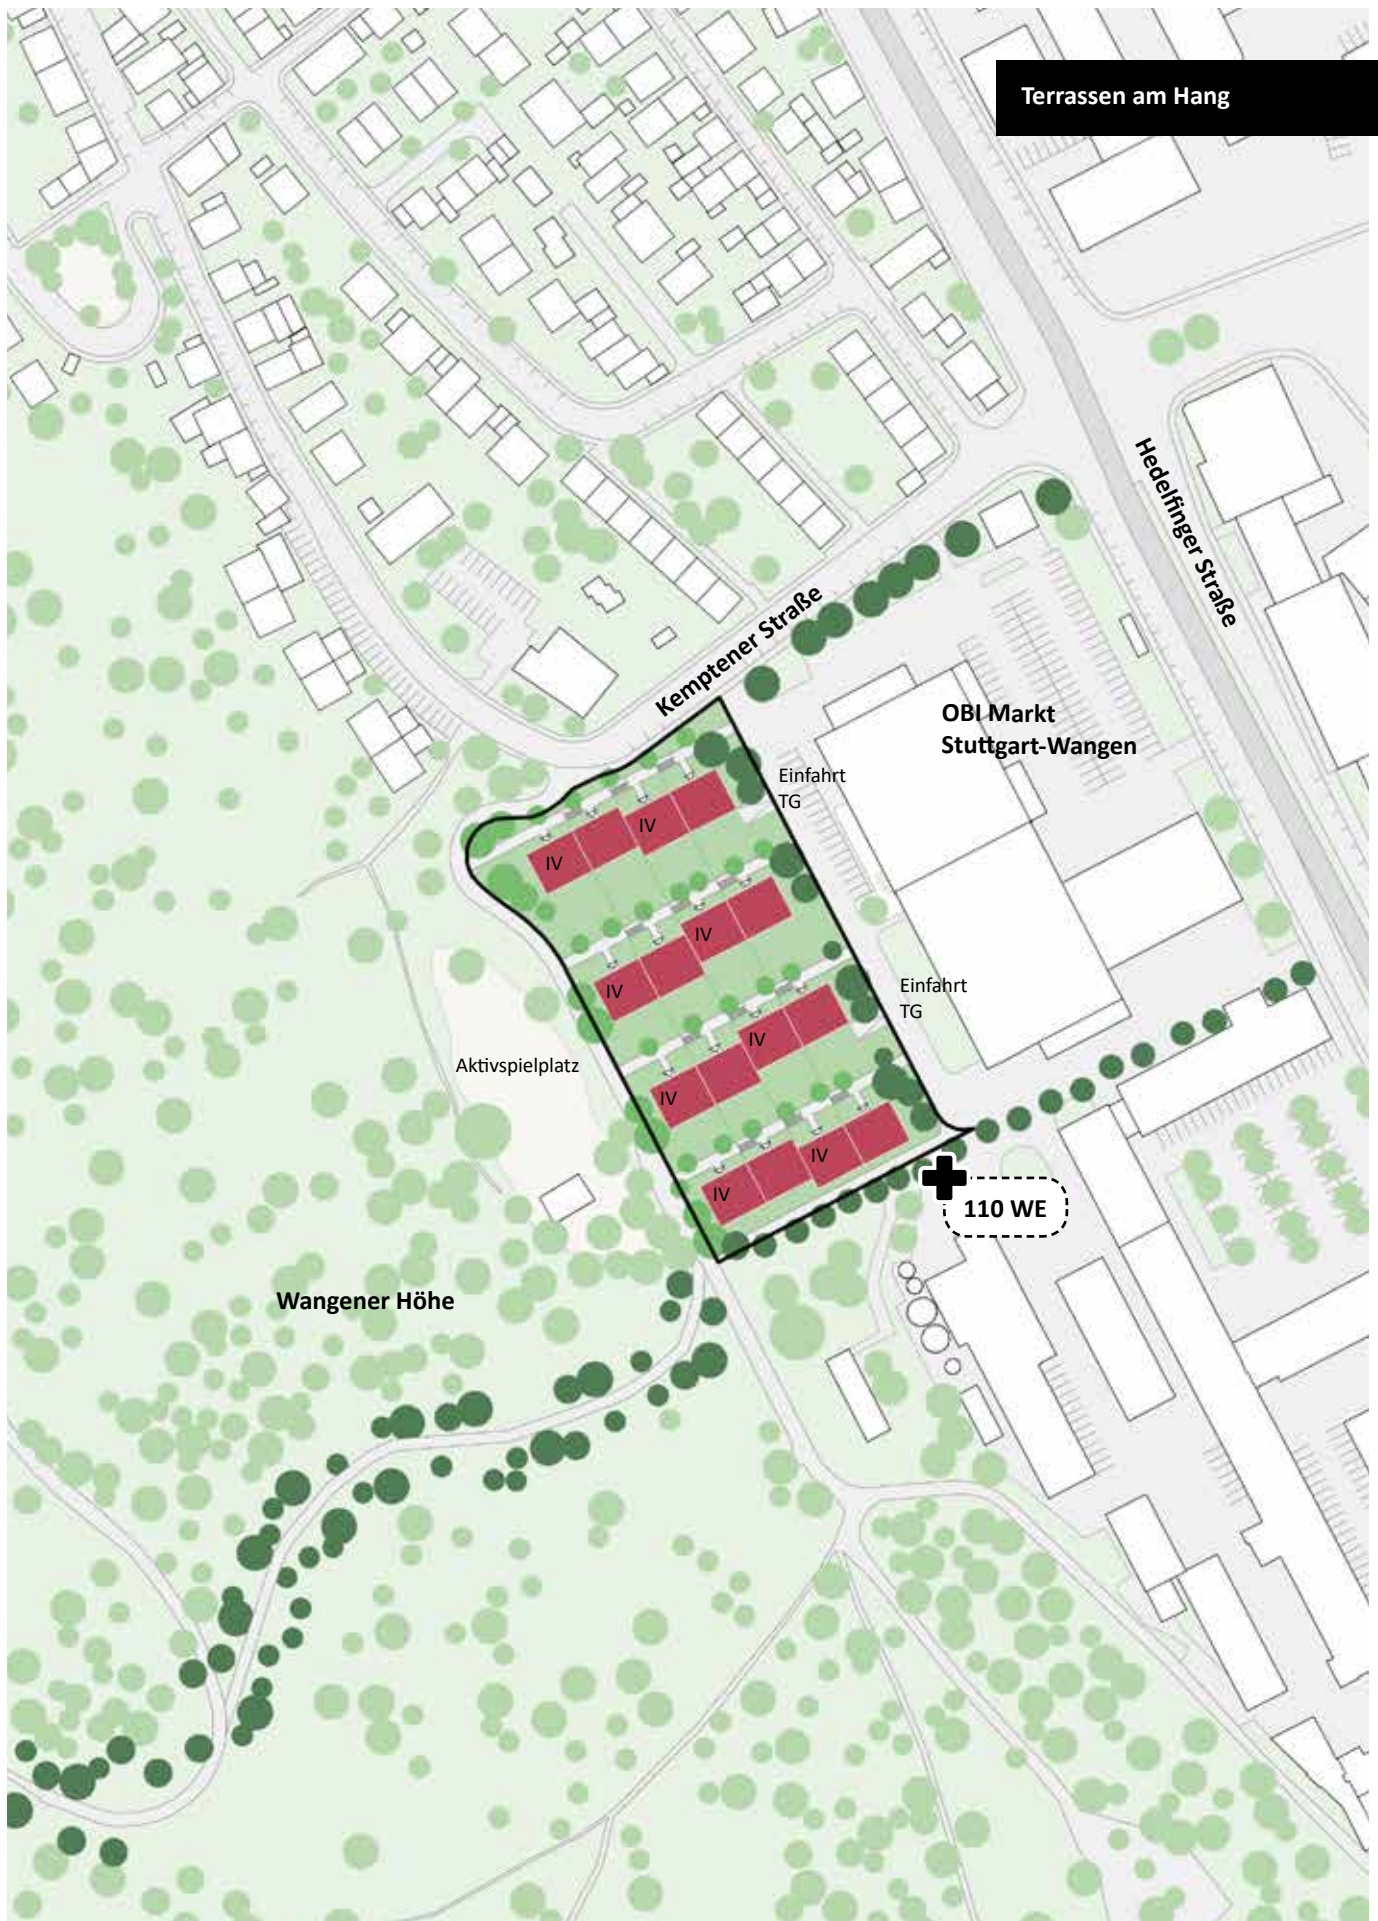 Terrassen am Hang
Hedelfinger Straße
Kemptener Straße
OBI Markt
Stuttgart-Wangen
Einfahrt
TG
IV
IV
IV
IV
Einfahrt
TG
IV
Aktivspielplatz
IV
IV
IV
110 WE
Wangener Höhe